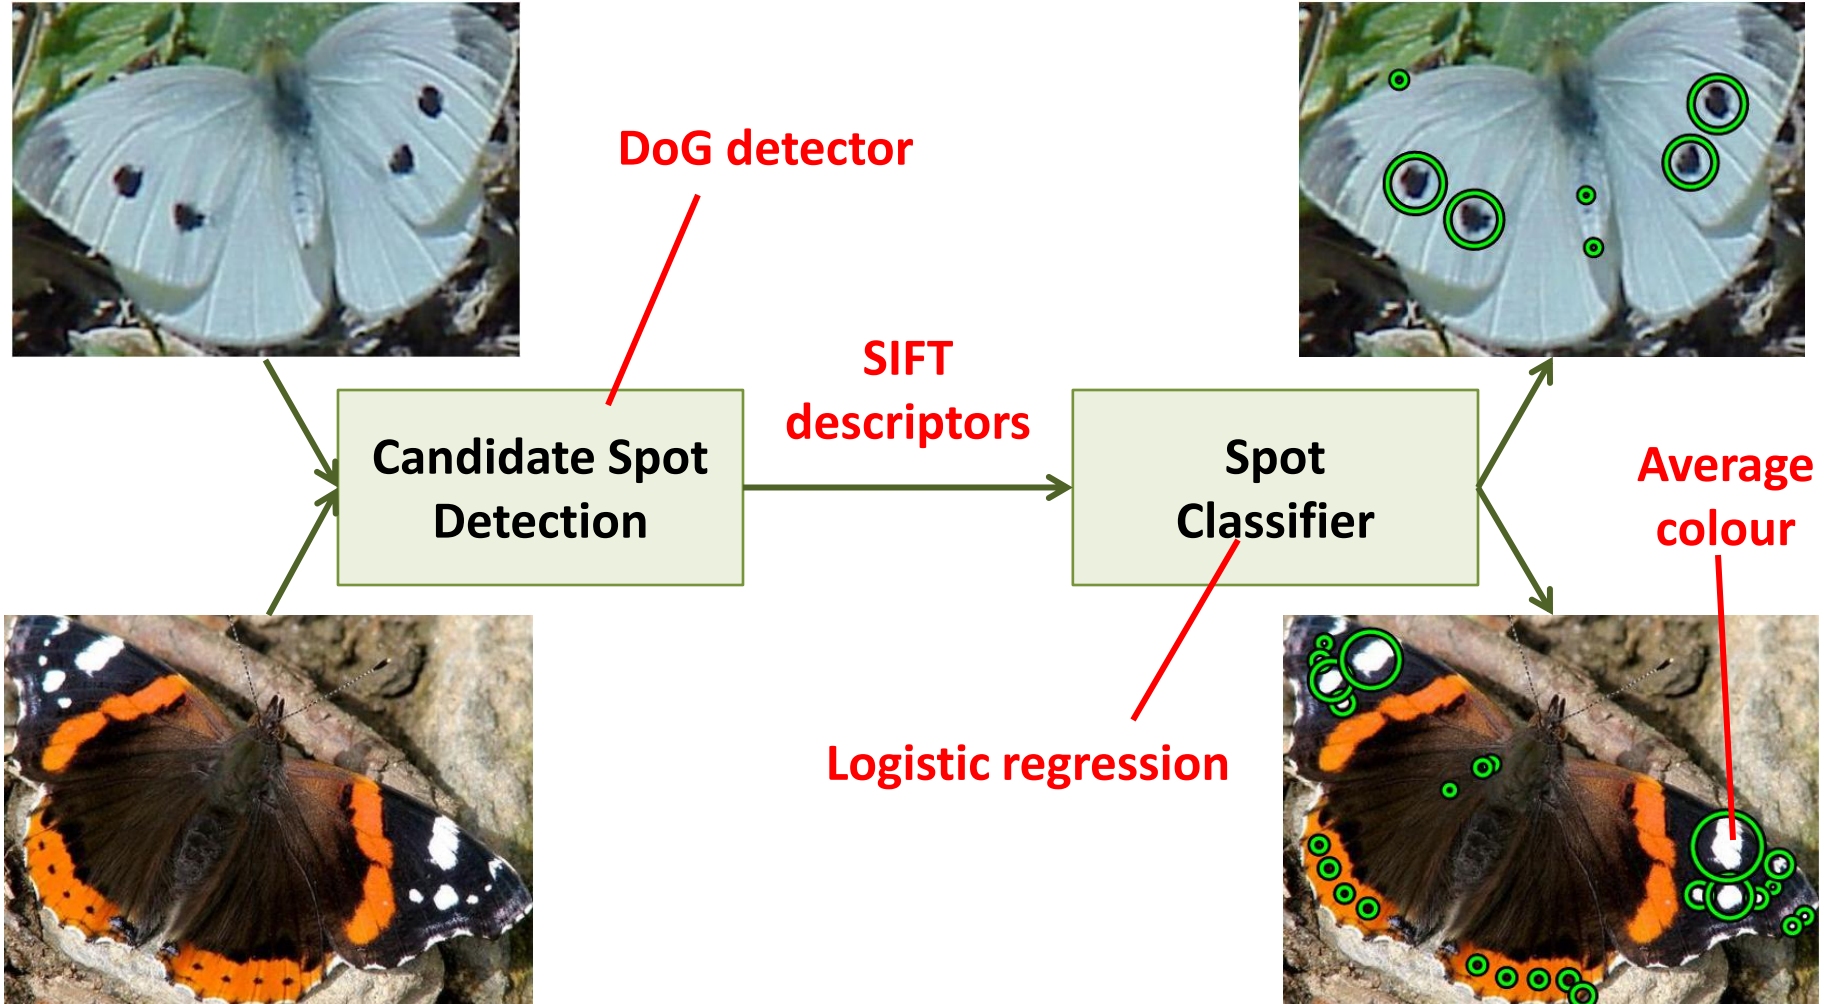 DoG detector
SIFT
descriptors
Candidate Spot
Detection
Spot
Classifier
Average
colour
Logistic regression